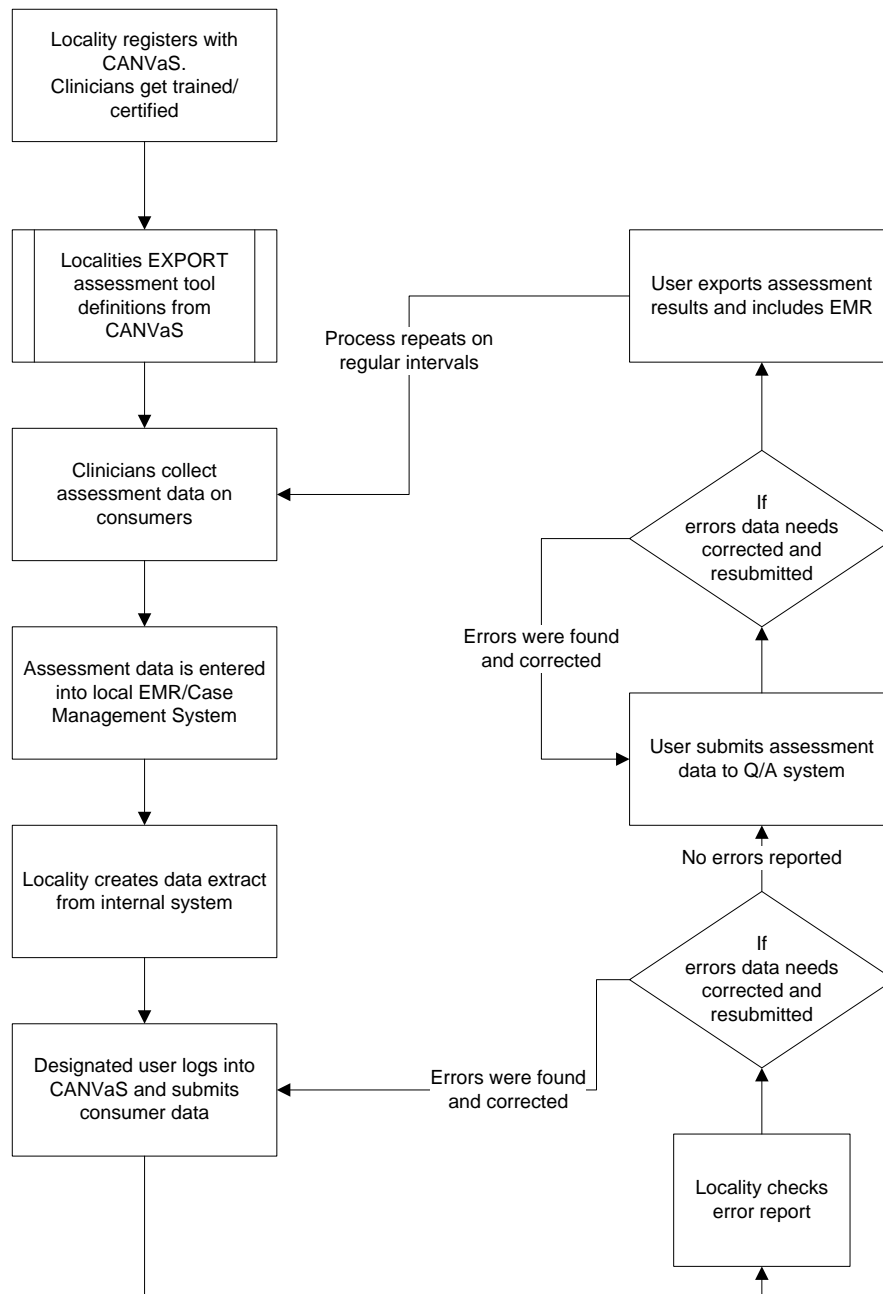 Locality registers with
CANVaS.
Clinicians get trained/
certified
Localities EXPORT
assessment tool
definitions from
CANVaS
User exports assessment
results and includes EMR
Process repeats on
regular intervals
Clinicians collect
assessment data on
consumers
If
errors data needs
corrected and
resubmitted
Errors were found
and corrected
Assessment data is entered
into local EMR/Case
Management System
User submits assessment
data to Q/A system
No errors reported
Locality creates data extract
from internal system
If
errors data needs
corrected and
resubmitted
Designated user logs into
CANVaS and submits
consumer data
Errors were found
and corrected
Locality checks
error report